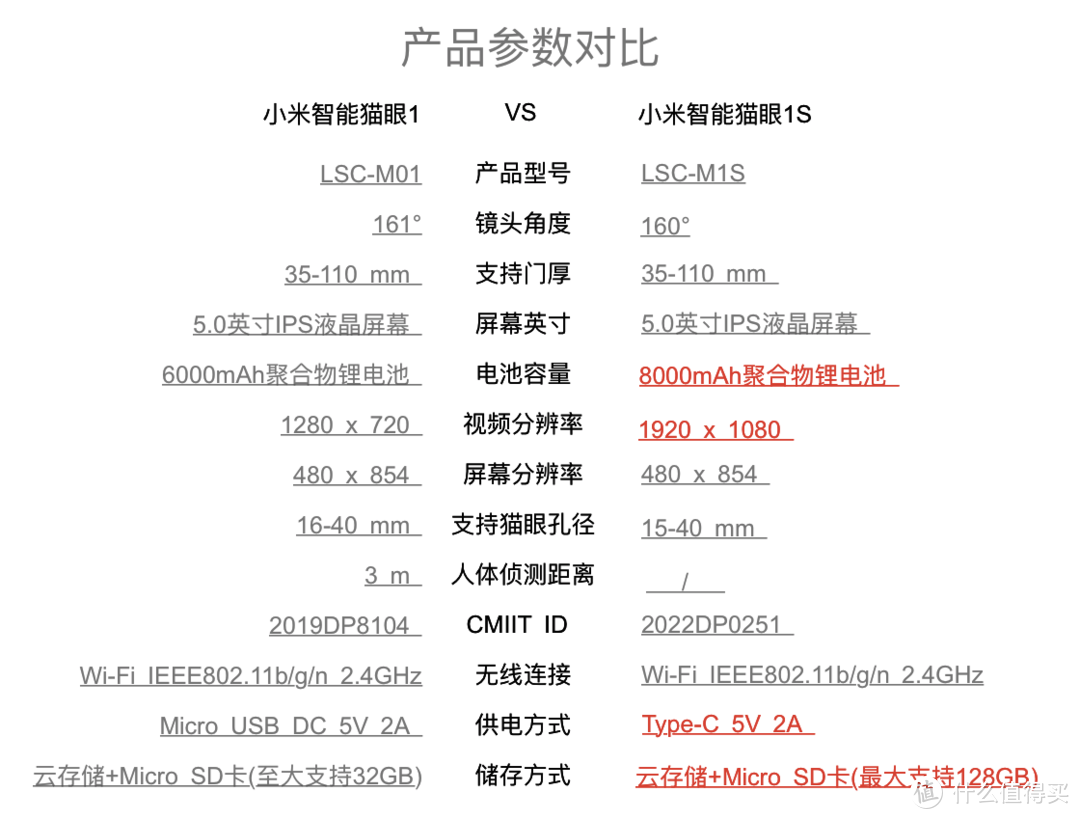 产品参数对比
小米智能猫眼1 VS 小米智能猫眼1S
LSC-M01 产品型号 LSC-M1S
161° 镜头角度 160°
35-110 mm 支持门厚 35-110 mm
5.0英寸IPS液晶屏幕 屏幕英寸 5.0英寸IPS液晶屏幕
6000mAh聚合物锂电池 电池容量 8000mAh聚合物锂电池
1280 x 720 视频分辨率 1920 x 1080
480 x 854 屏幕分辨率 480 x 854
16-40 mm 支持猫眼孔径 15-40 mm
3 m 人体侦测距离 /
2019DP8104 CMIIT ID 2022DP0251
Wi-Fi IEEE802.11b/g/n 2.4GHz 无线连接 Wi-Fi IEEE802.11b/g/n 2.4GHz
Micro USB DC 5V 2A 供电方式 Type-C 5V 2A
云存储+Micro SD卡(至大支持32GB) 储存方式 云存储+Micro SD卡(最大支持128GB)
值 什么值得买